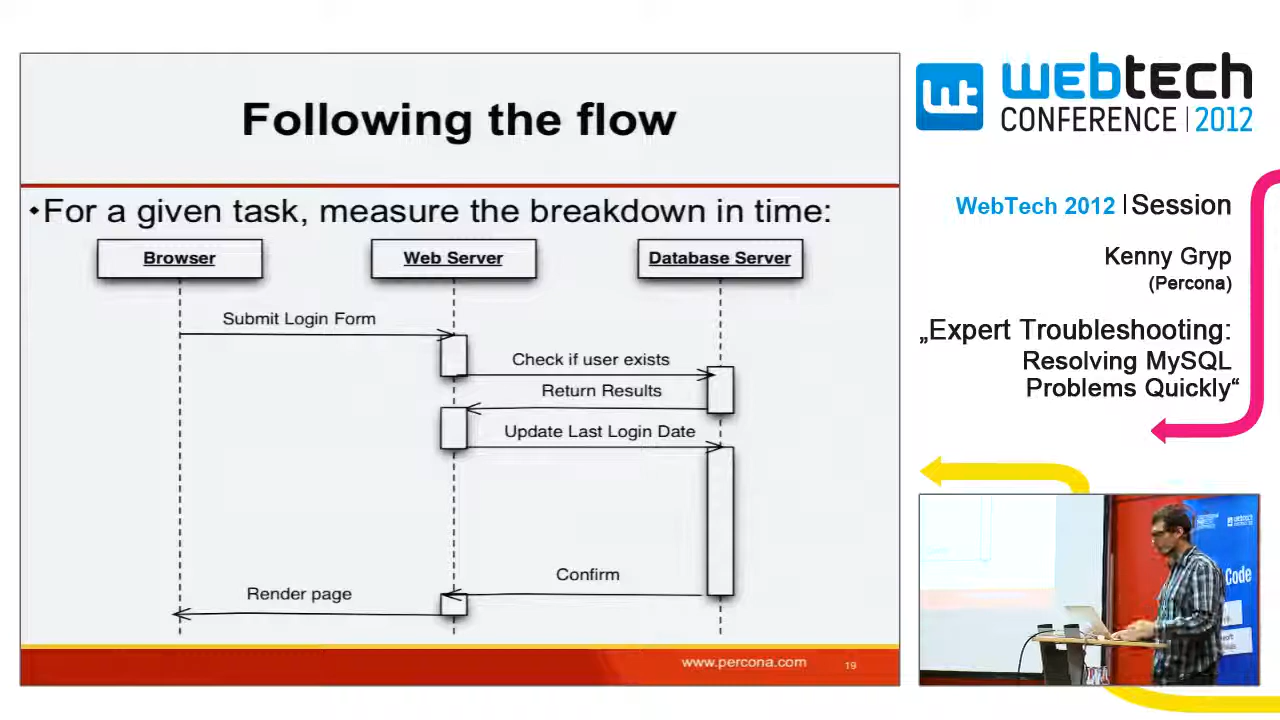 Following the flow
•For a given task, measure the breakdown in time:
Browser
Web Server
Database Server
Submit Login Form
Check if user exists
Return Results
Update Last Login Date
Confirm
Render page
www.percona.com
19
wt
webtech
CONFERENCE | 2012
WebTech 2012 | Session
Kenny Gryp
(Percona)
„Expert Troubleshooting:
Resolving MySQL
Problems Quickly“
webtech
Code